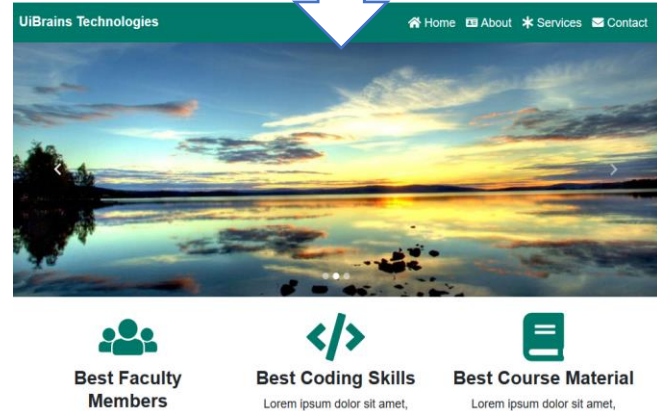 UiBrains Technologies
Home About Services Contact
Best Faculty
Members
Best Coding Skills
Lorem ipsum dolor sit amet,
Best Course Material
Lorem ipsum dolor sit amet,